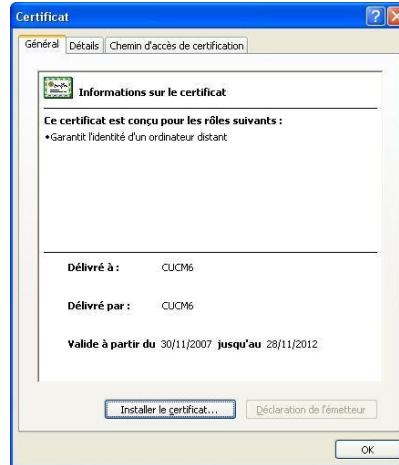 Certificat
Général Détails Chemin d'accès de certification
Informations sur le certificat
Ce certificat est conçu pour les rôles suivants :
•Garantit l'identité d'un ordinateur distant
Délivré à : CUCM6
Délivré par : CUCM6
Valide à partir du 30/11/2007 jusqu'au 28/11/2012
Installer le certificat... Déclaration de l'émetteur
OK